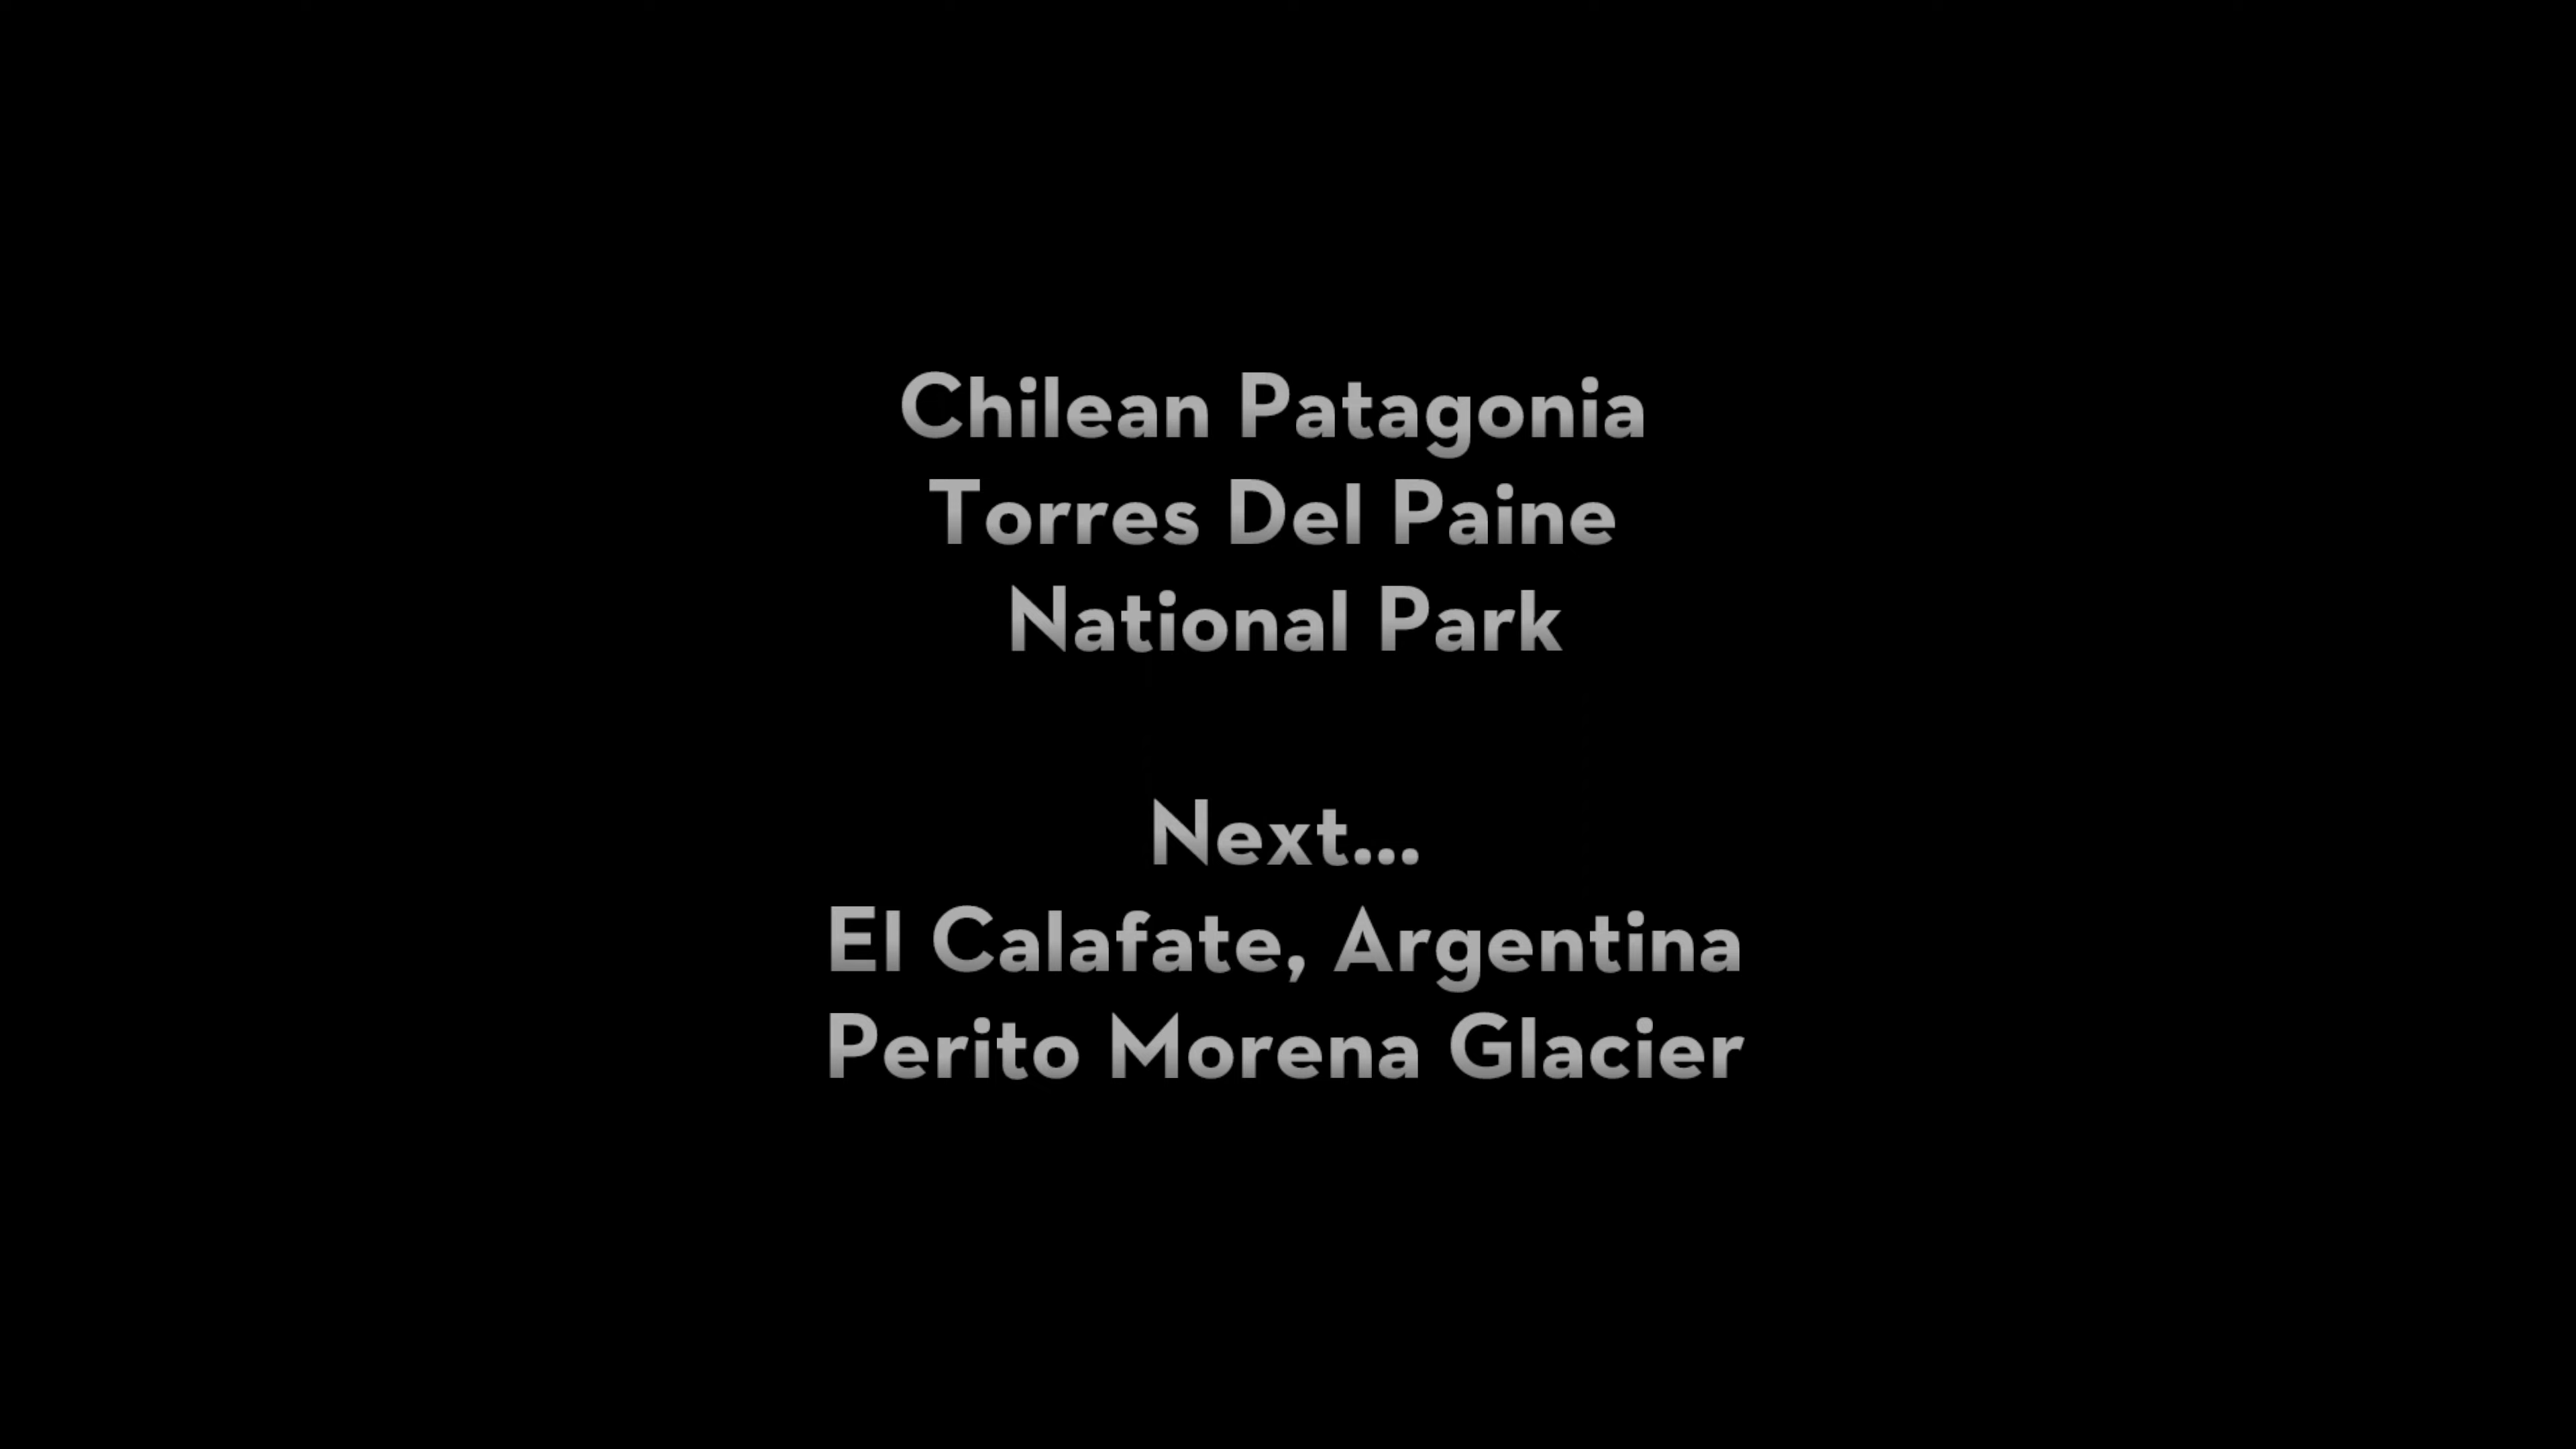 Chilean Patagonia
Torres Del Paine
National Park
Next...
El Calafate, Argentina
Perito Morena Glacier